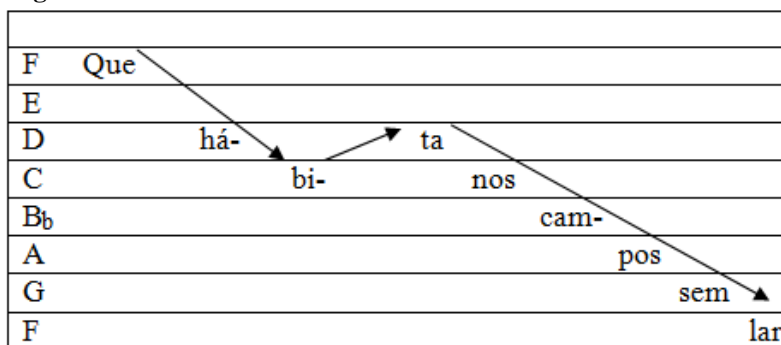 F Que
E
D há- ta
C bi- nos
Bb cam-
A pos
G sem
F lar